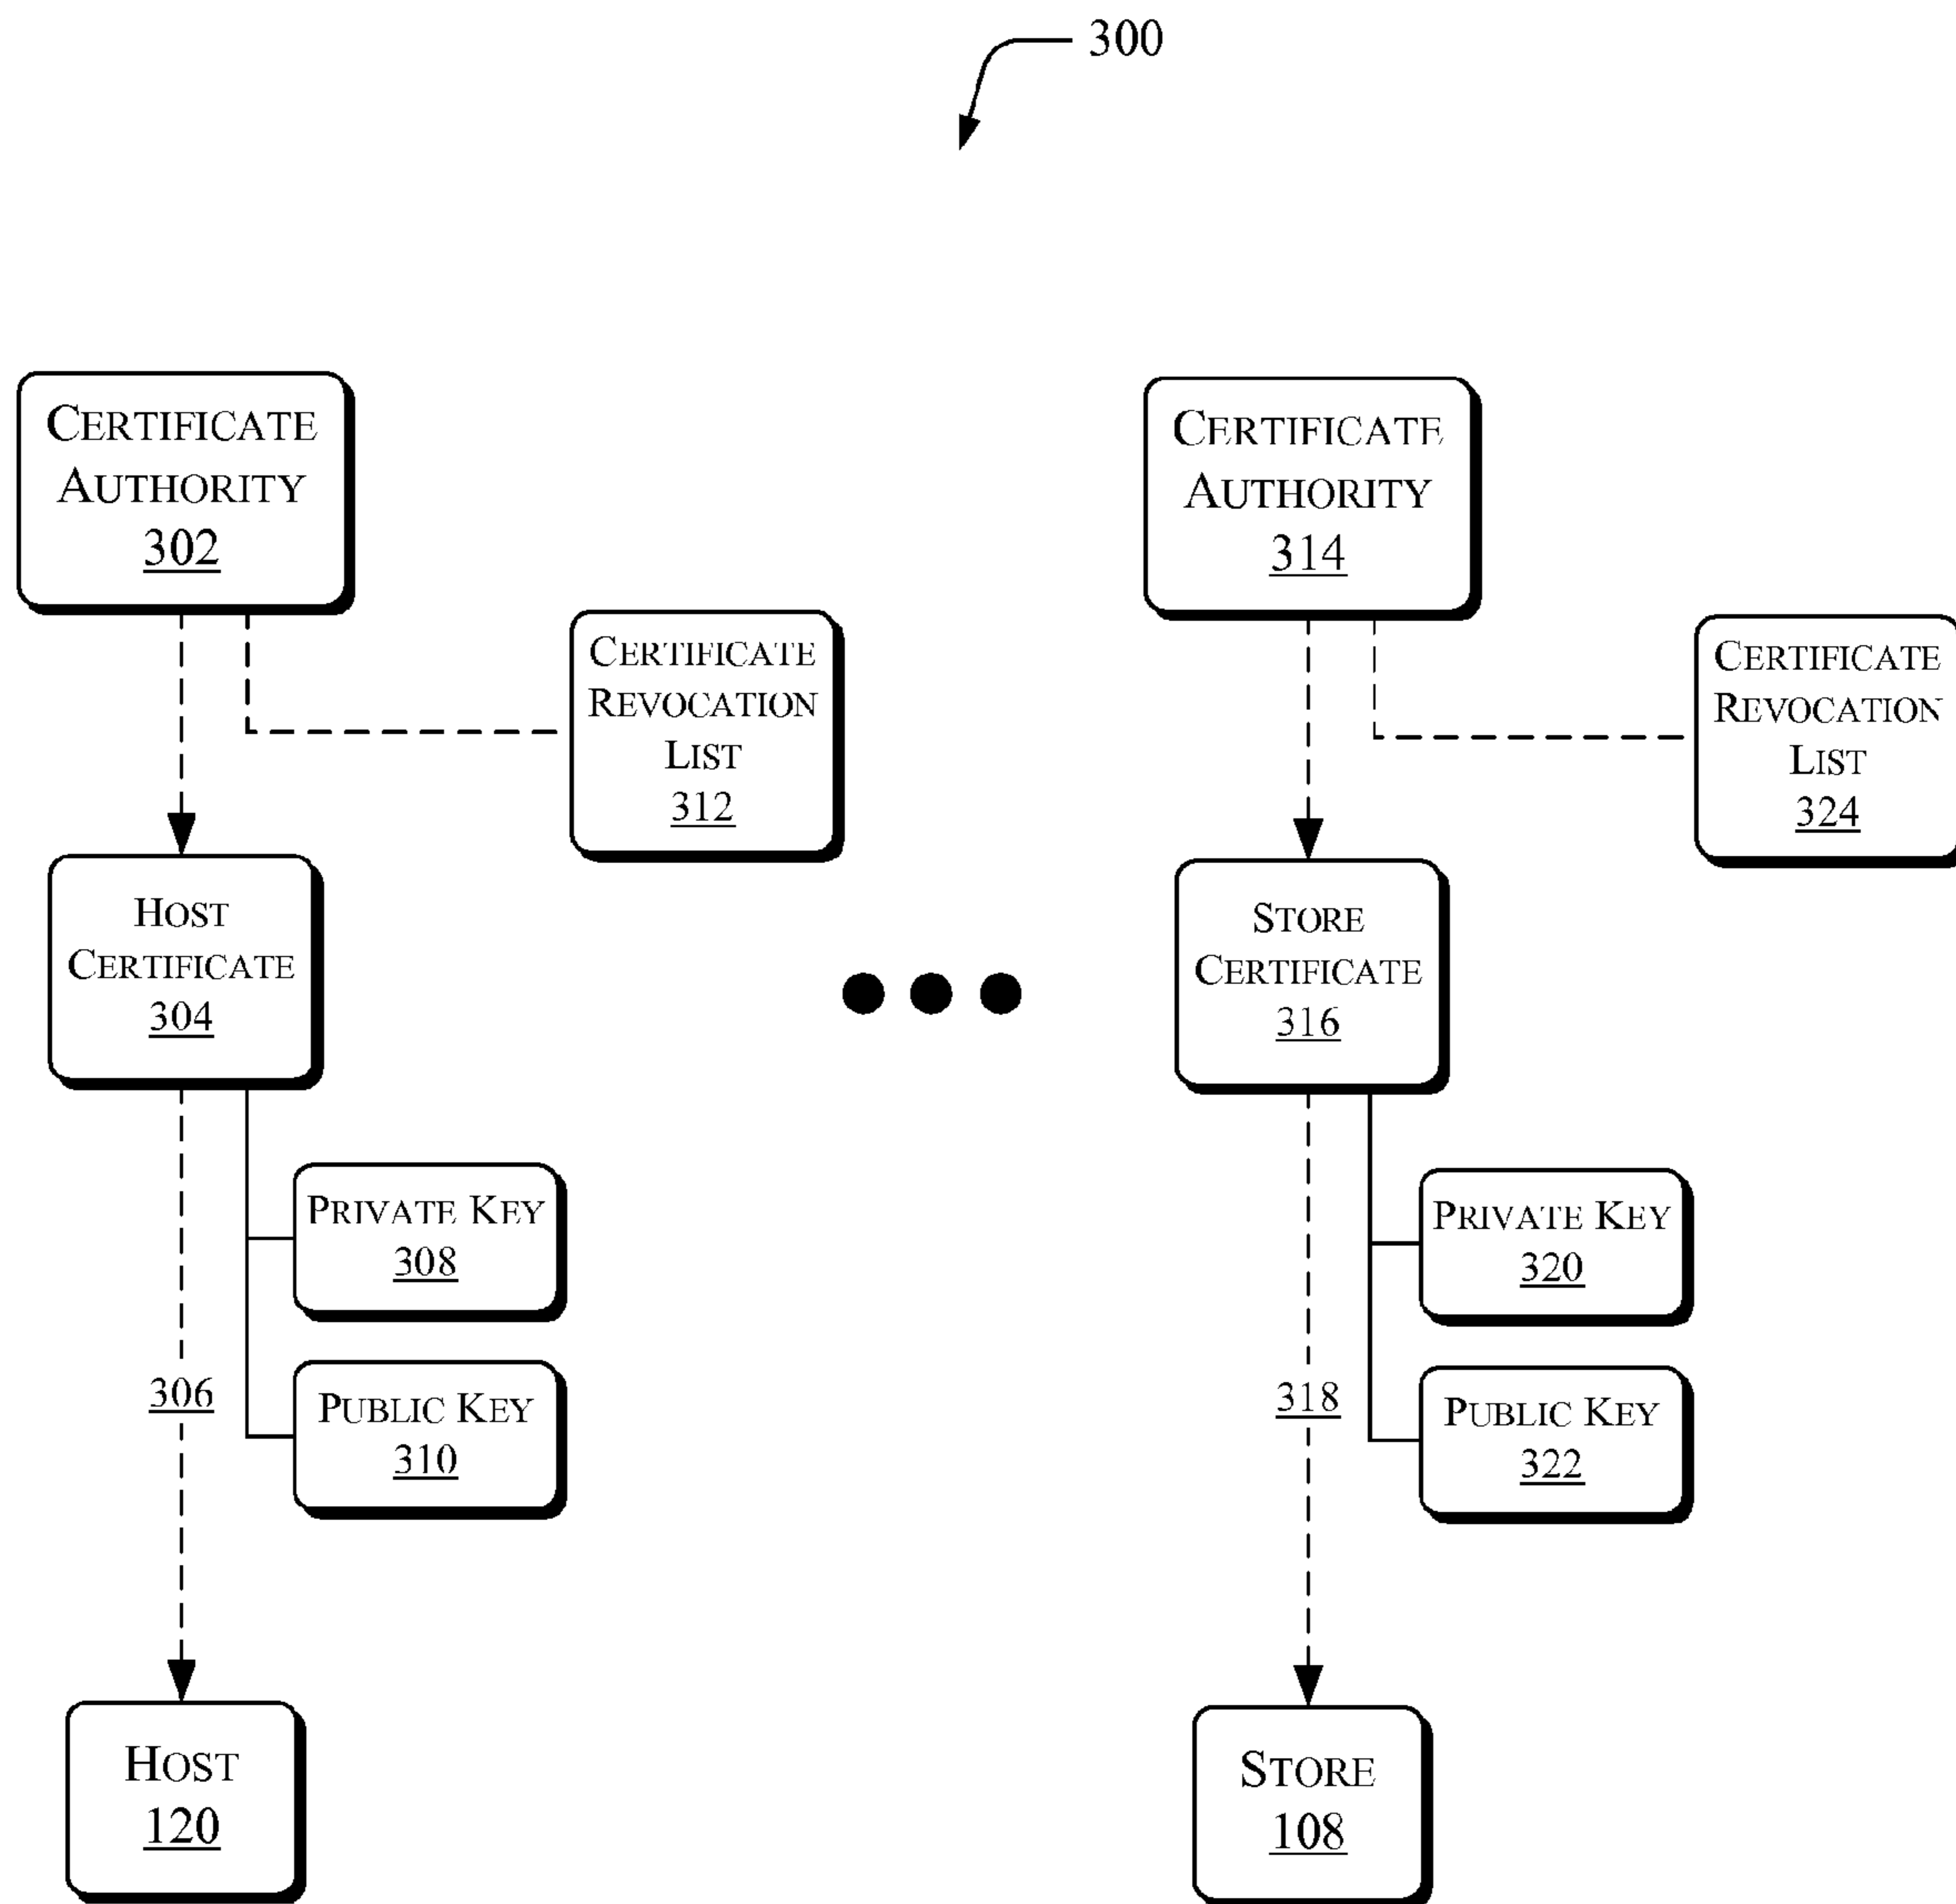 300
CERTIFICATE
AUTHORITY
302
CERTIFICATE
REVOCATION
LIST
312
HOST
CERTIFICATE
304
PRIVATE KEY
308
PUBLIC KEY
310
306
HOST
120
CERTIFICATE
AUTHORITY
314
CERTIFICATE
REVOCATION
LIST
324
STORE
CERTIFICATE
316
PRIVATE KEY
320
PUBLIC KEY
322
318
STORE
108